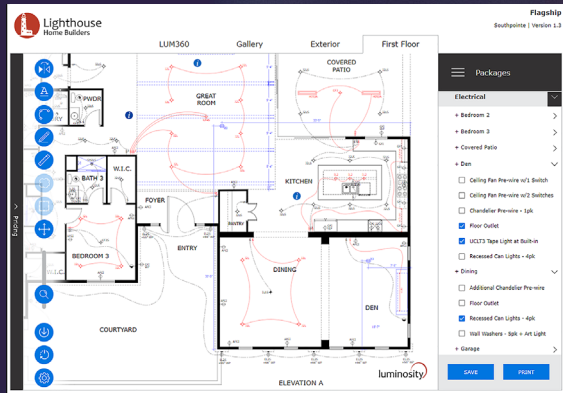 Lighthouse
Home Builders
Flagship
Southpointe | Version 1.3
LUM360
Gallery
Exterior
First Floor
Packages
Electrical
+ Bedroom 2
+ Bedroom 3
+ Covered Patio
+ Den
Ceiling Fan Pre-wire w/1 Switch
Ceiling Fan Pre-wire w/2 Switches
Chandelier Pre-wire - 1pk
Floor Outlet
UCLT3 Tape Light at Built-in
Recessed Can Lights - 4pk
+ Dining
Additional Chandelier Pre-wire
Floor Outlet
Recessed Can Lights - 4pk
Wall Washers - 5pk + Art Light
+ Garage
SAVE
PRINT
Pricing
A
COVERED
PATIO
PWDR
GREAT
ROOM
BATH 3
W.I.C.
KITCHEN
FOYER
PANTRY
ENTRY
BEDROOM 3
W.I.C.
DINING
DEN
COURTYARD
ELEVATION A
luminosity